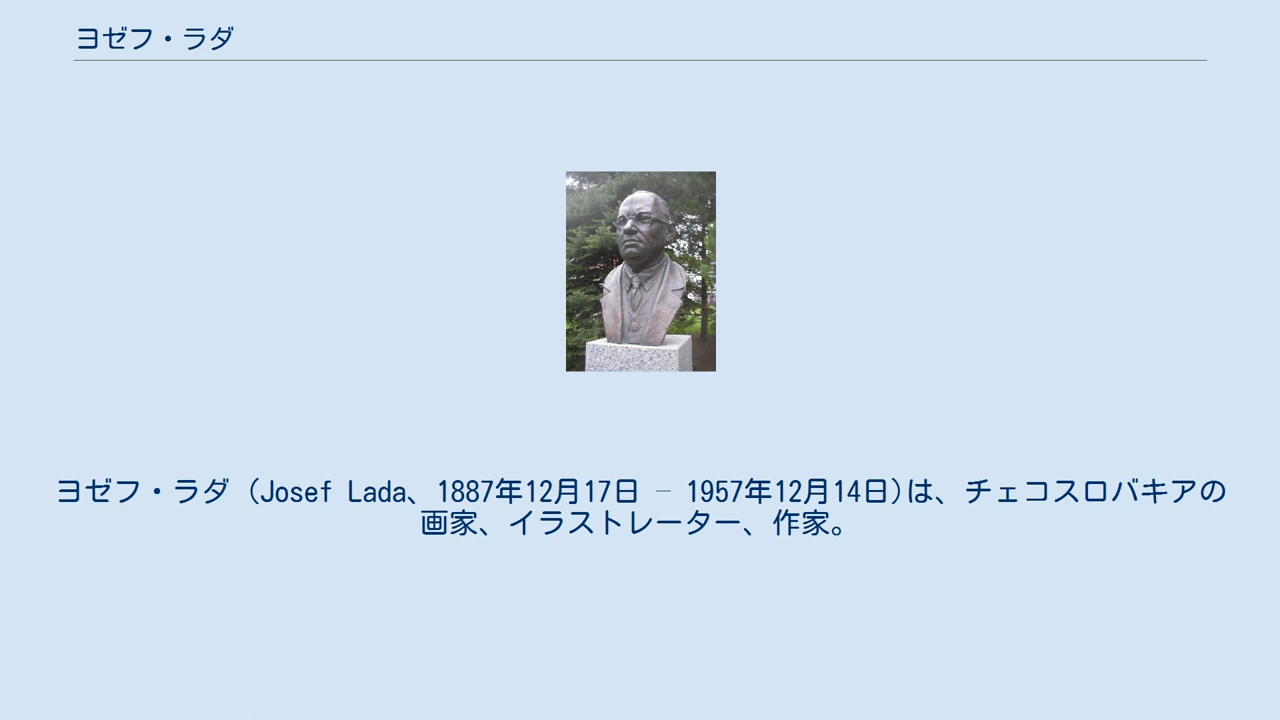 ヨゼフ・ラダ
ヨゼフ・ラダ (Josef Lada、1887年12月17日 – 1957年12月14日)は、チェコスロバキアの
画家、イラストレーター、作家。